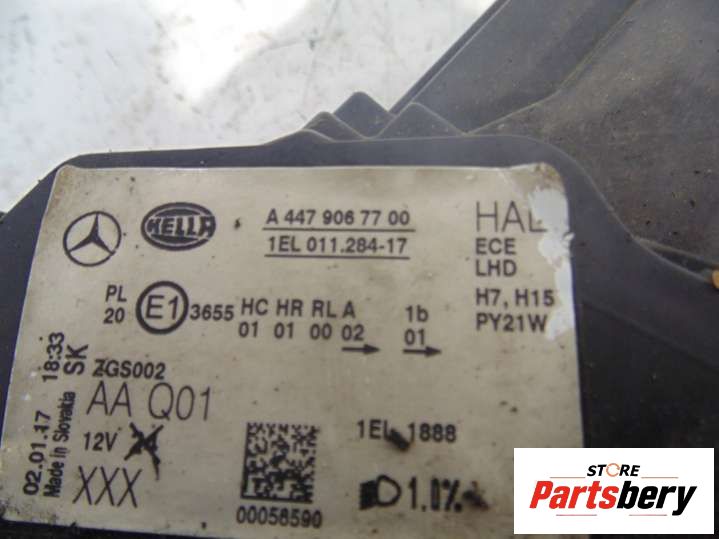 HELLA
A 447 906 77 00
1EL 011.284-17
HAL
ECE
LHD
H7, H15
PY21W
PL
20
E1
3655
HC HR RL A
01 01 00 02
1b
01
02.01.17 18:33
Made in Slovakia
SK
ZGS002
AA Q01
12V
XXX
00056590
1EL 1888
1.0%
STORE
Partsbery